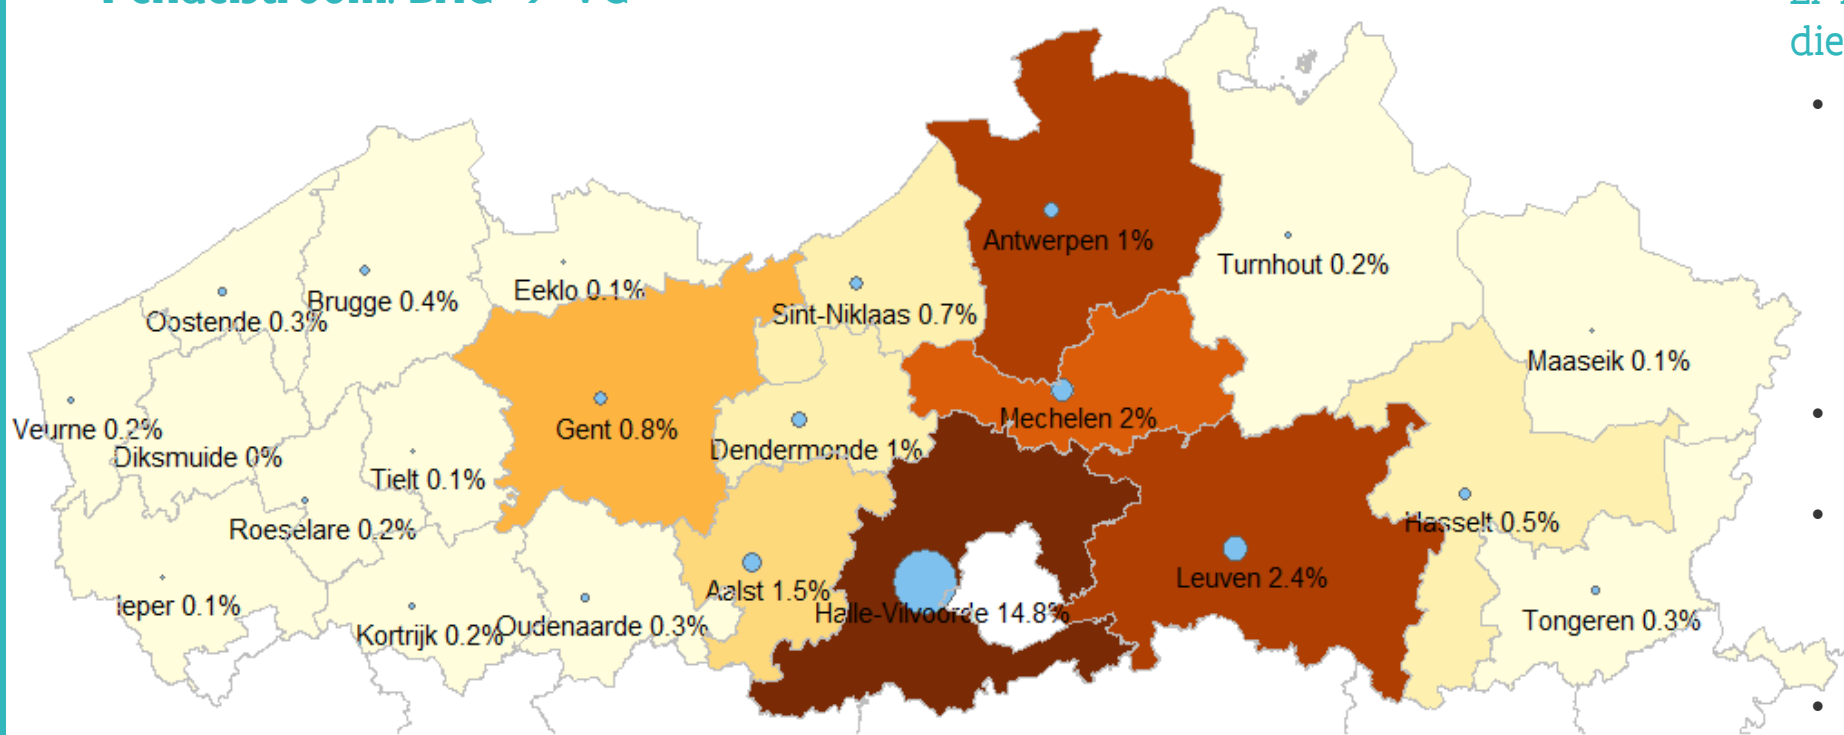 die
Antwerpen 1%
Turnhout 0.2%
Eeklo 0.1%
Brugge 0.4%
Oostende 0.3%
Sint-Niklaas 0.7%
Maaseik 0.1%
Veurne 0.2%
Gent 0.8%
Mechelen 2%
Dendermonde 1%
Diksmuide 0%
Tielt 0.1%
Roeselare 0.2%
Hasselt 0.5%
Leuven 2.4%
Aalst 1.5%
Ieper 0.1%
Halle-Vilvoorde 14.8%
Kortrijk 0.2%
Oudenaarde 0.3%
Tongeren 0.3%